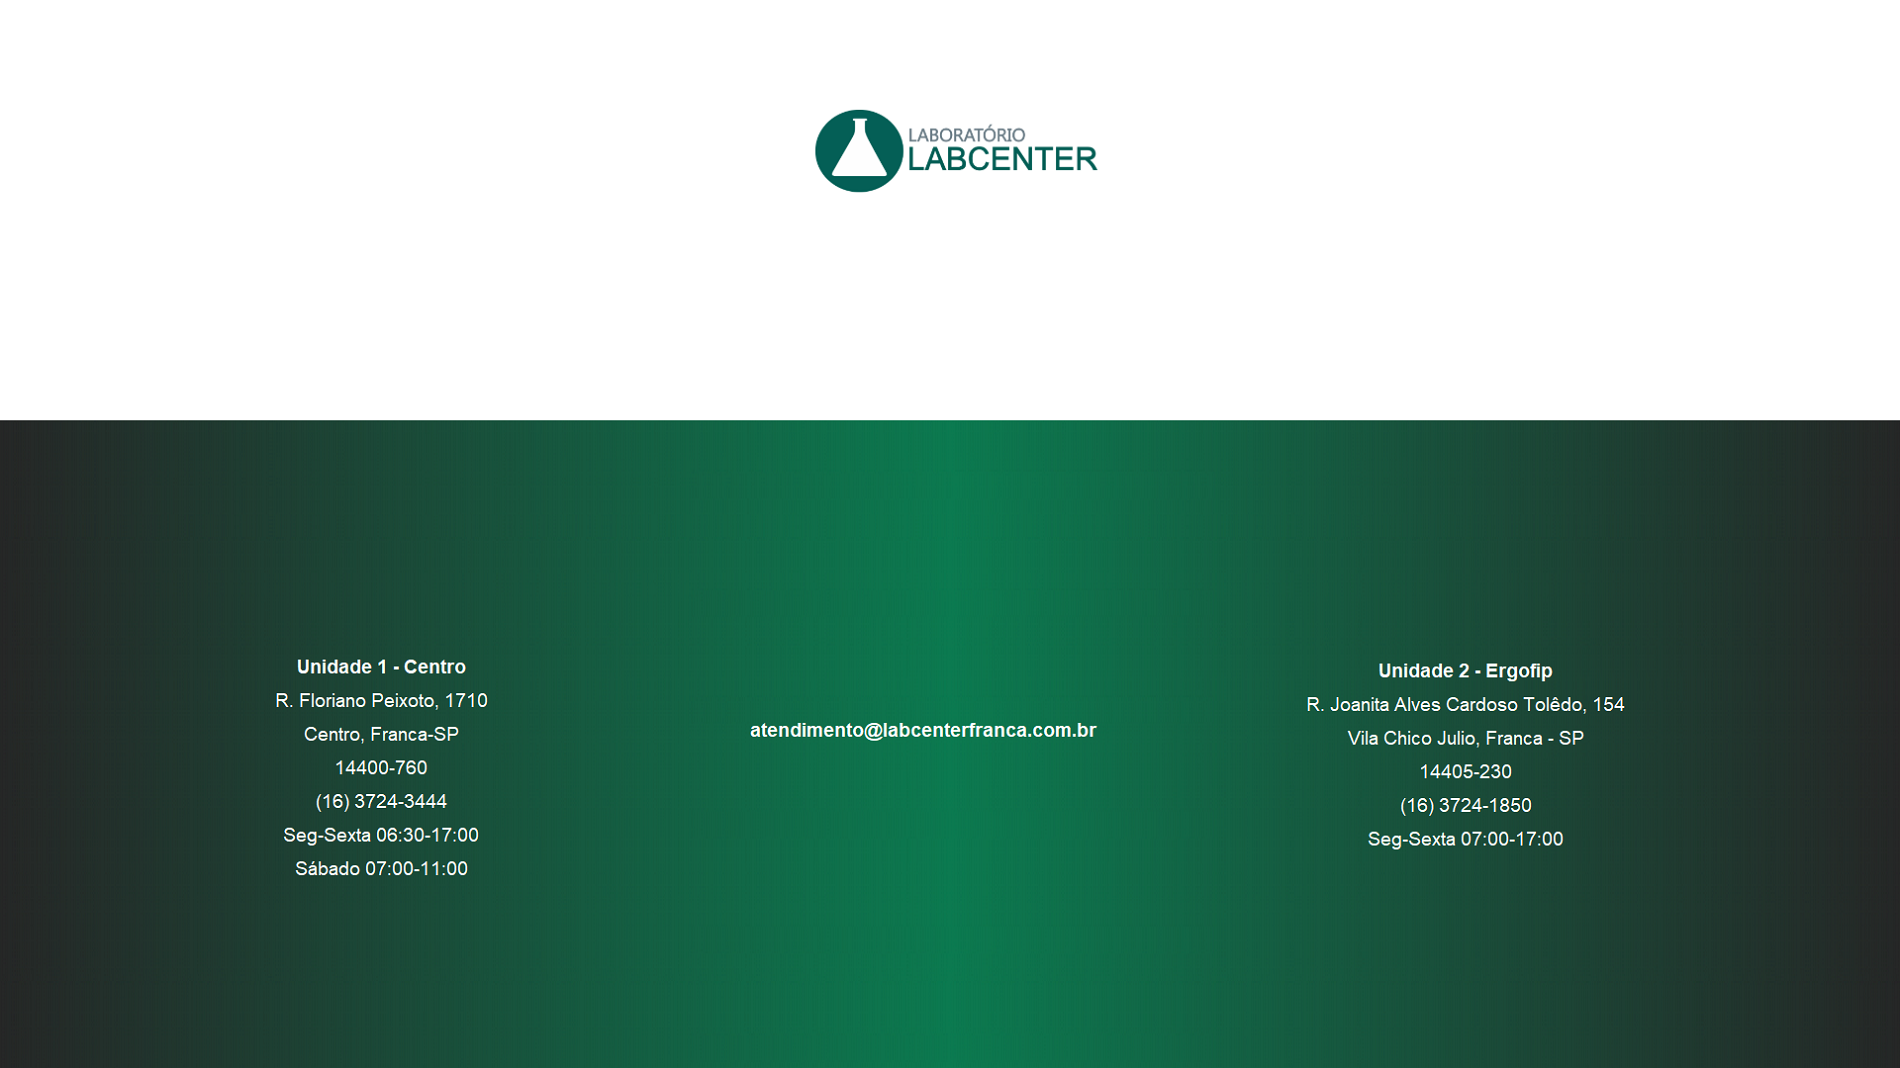 LABORATÓRIO
LABCENTER
Unidade 1 - Centro
R. Floriano Peixoto, 1710
Centro, Franca-SP
14400-760
(16) 3724-3444
Seg-Sexta 06:30-17:00
Sábado 07:00-11:00
atendimento@labcenterfranca.com.br
Unidade 2 - Ergofip
R. Joanita Alves Cardoso Tolêdo, 154
Vila Chico Julio, Franca - SP
14405-230
(16) 3724-1850
Seg-Sexta 07:00-17:00